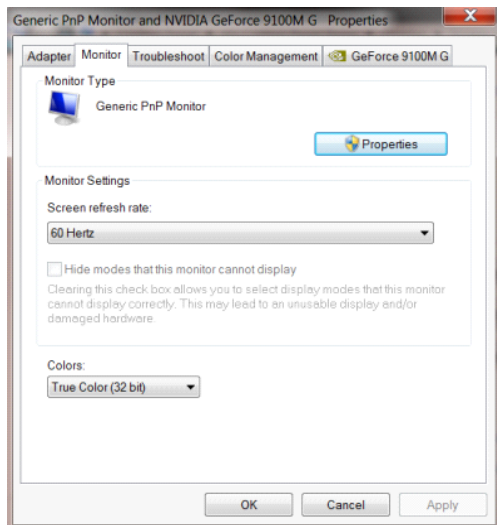 Generic PnP Monitor and NVIDIA GeForce 9100M G Properties
Adapter Monitor Troubleshoot Color Management GeForce 9100M G
Monitor Type
Generic PnP Monitor
Properties
Monitor Settings
Screen refresh rate:
60 Hertz
Hide modes that this monitor cannot display
Clearing this check box allows you to select display modes that this monitor
cannot display correctly. This may lead to an unusable display and/or
damaged hardware.
Colors:
True Color (32 bit)
OK Cancel Apply